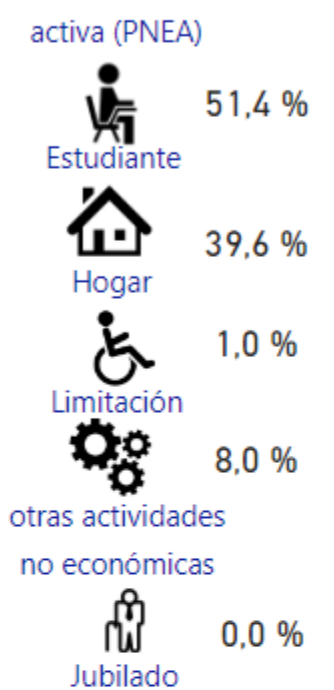 activa (PNEA)
51,4 %
Estudiante
39,6 %
Hogar
1,0 %
Limitación
8,0 %
otras actividades
no económicas
0,0 %
Jubilado